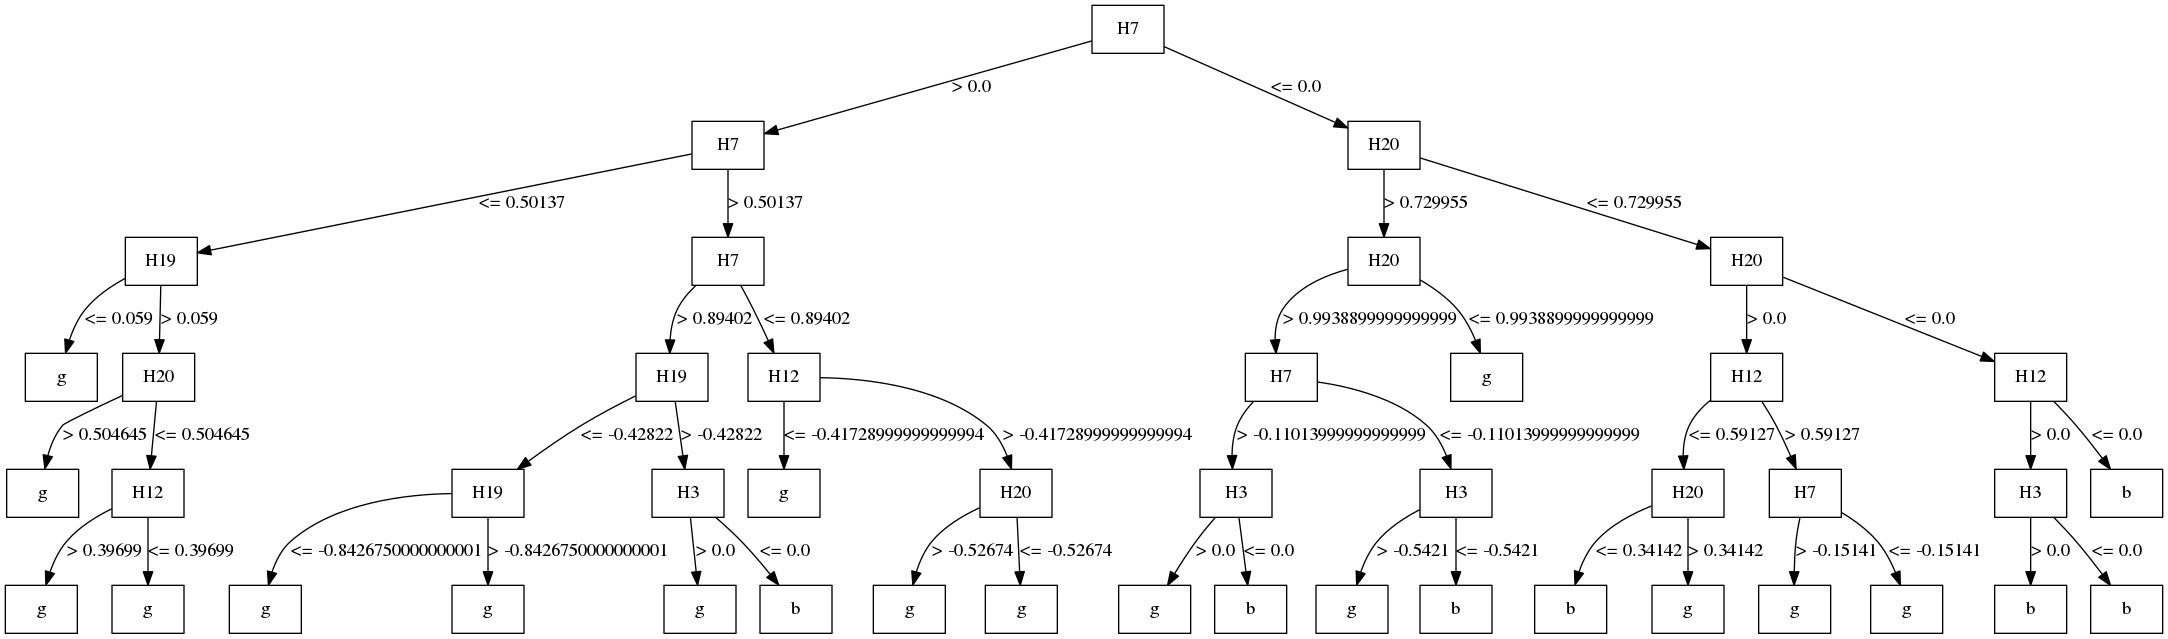 H7
> 0.0 <= 0.0
H7 H20
<= 0.50137 > 0.50137 > 0.729955 <= 0.729955
H19 H7 H20 H20
<= 0.059 > 0.059 > 0.89402 <= 0.89402 > 0.9938899999999999 <= 0.9938899999999999 > 0.0 <= 0.0
g H20 H19 H12 H7 g H12 H12
> 0.504645 <= 0.504645 <= -0.42822 > -0.42822 <= -0.41728999999999994 > -0.41728999999999994 > -0.11013999999999999 <= -0.11013999999999999 <= 0.59127 > 0.59127 > 0.0 <= 0.0
g H12 H19 H3 g H20 H3 H3 H20 H7 H3 b
> 0.39699 <= 0.39699 <= -0.8426750000000001 > -0.8426750000000001 > 0.0 <= 0.0 > -0.52674 <= -0.52674 > 0.0 <= 0.0 > -0.5421 <= -0.5421 <= 0.34142 > 0.34142 > -0.15141 <= -0.15141 > 0.0 <= 0.0
g g g g g b g g g b g b b g g g b b